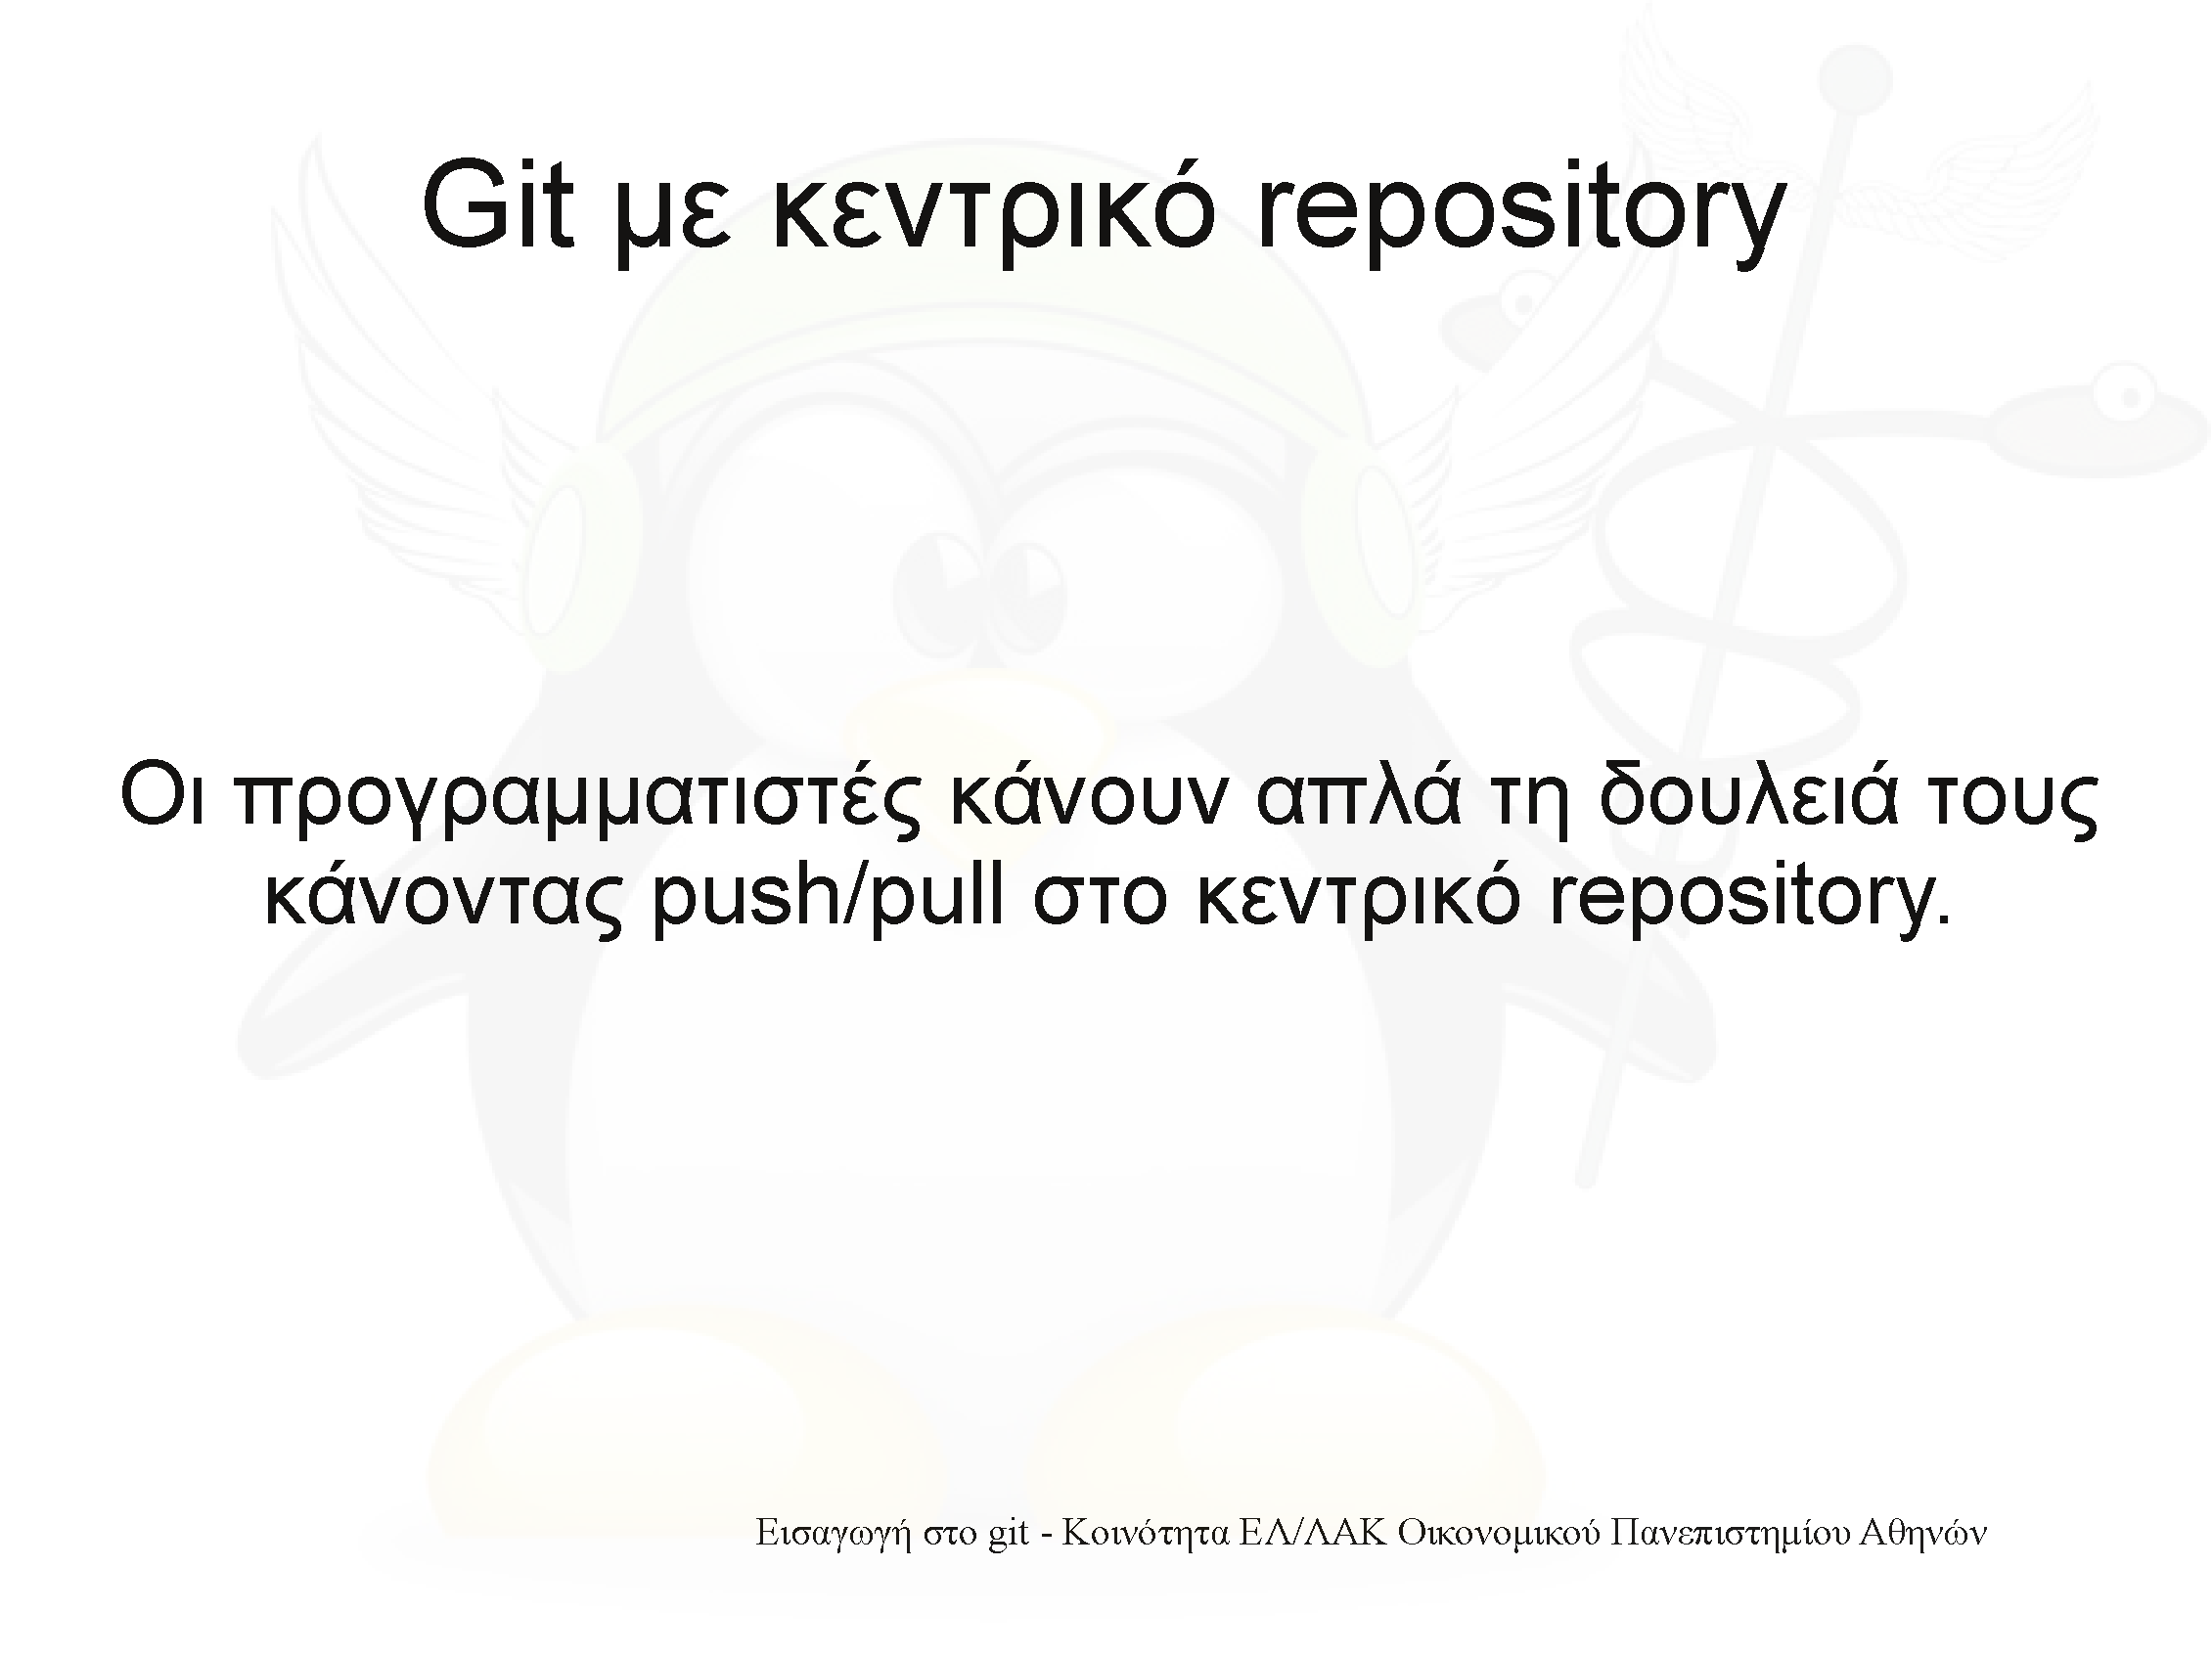 Git με κεντρικό repository
Οι προγραμματιστές κάνουν απλά τη δουλειά τους
κάνοντας push/pull στο κεντρικό repository.
Εισαγωγή στο git - Κοινότητα ΕΛ/ΛΑΚ Οικονομικού Πανεπιστημίου Αθηνών